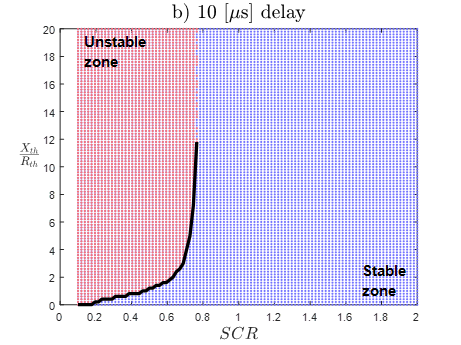 b) 10 [μs] delay
20
18
16
14
12
10
8
6
4
2
0
X_th
R_th
Unstable
zone
Stable
zone
0 0.2 0.4 0.6 0.8 1 1.2 1.4 1.6 1.8 2
SCR